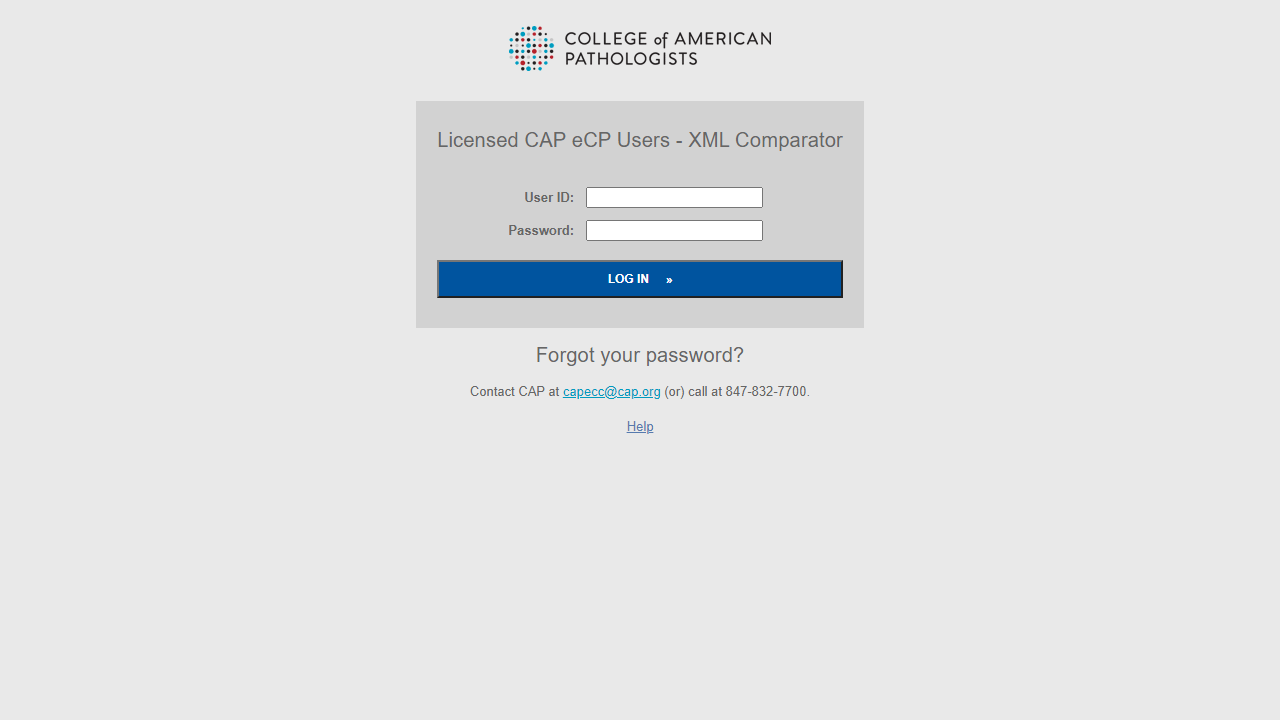 COLLEGE of AMERICAN
PATHOLOGISTS
Licensed CAP eCP Users - XML Comparator
User ID:
Password:
LOG IN »
Forgot your password?
Contact CAP at capecc@cap.org (or) call at 847-832-7700.
Help